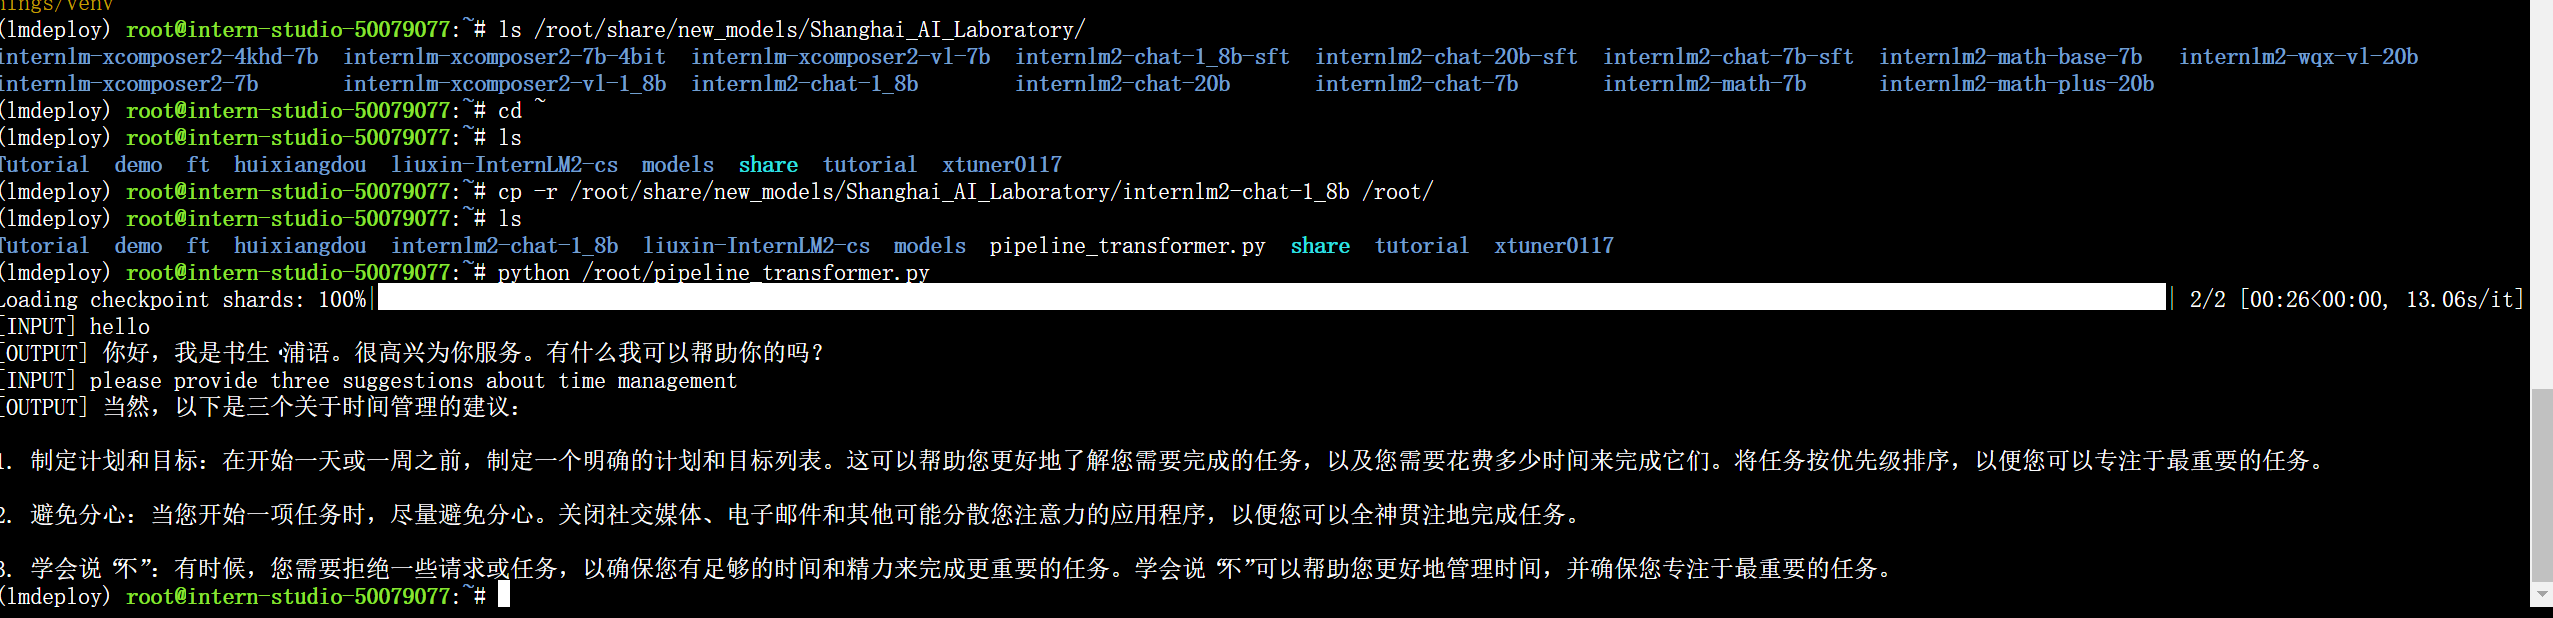 nings/venv
(lmdeploy) root@intern-studio-50079077:~# ls /root/share/new_models/Shanghai_AI_Laboratory/
internlm-xcomposer2-4khd-7b  internlm-xcomposer2-7b-4bit  internlm-xcomposer2-vl-7b  internlm2-chat-1_8b-sft  internlm2-chat-20b-sft  internlm2-chat-7b-sft  internlm2-math-base-7b  internlm2-wqx-vl-20b
internlm-xcomposer2-7b  internlm-xcomposer2-vl-1_8b  internlm2-chat-1_8b  internlm2-chat-20b  internlm2-chat-7b  internlm2-math-7b  internlm2-math-plus-20b
(lmdeploy) root@intern-studio-50079077:~# cd ~
(lmdeploy) root@intern-studio-50079077:~# ls
Tutorial  demo  ft  huixiangdou  liuxin-InternLM2-cs  models  share  tutorial  xtuner0117
(lmdeploy) root@intern-studio-50079077:~# cp -r /root/share/new_models/Shanghai_AI_Laboratory/internlm2-chat-1_8b /root/
(lmdeploy) root@intern-studio-50079077:~# ls
Tutorial  demo  ft  huixiangdou  internlm2-chat-1_8b  liuxin-InternLM2-cs  models  pipeline_transformer.py  share  tutorial  xtuner0117
(lmdeploy) root@intern-studio-50079077:~# python /root/pipeline_transformer.py
Loading checkpoint shards: 100%| | 2/2 [00:26<00:00, 13.06s/it]
[INPUT] hello
[OUTPUT] 你好，我是书生·浦语。很高兴为你服务。有什么我可以帮助你的吗？
[INPUT] please provide three suggestions about time management
[OUTPUT] 当然，以下是三个关于时间管理的建议：
1. 制定计划和目标：在开始一天或一周之前，制定一个明确的计划和目标列表。这可以帮助您更好地了解您需要完成的任务，以及您需要花费多少时间来完成它们。将任务按优先级排序，以便您可以专注于最重要的任务。
2. 避免分心：当您开始一项任务时，尽量避免分心。关闭社交媒体、电子邮件和其他可能分散您注意力的应用程序，以便您可以全神贯注地完成任务。
3. 学会说“不”：有时候，您需要拒绝一些请求或任务，以确保您有足够的时间和精力来完成更重要的任务。学会说“不”可以帮助您更好地管理时间，并确保您专注于最重要的任务。
(lmdeploy) root@intern-studio-50079077:~#